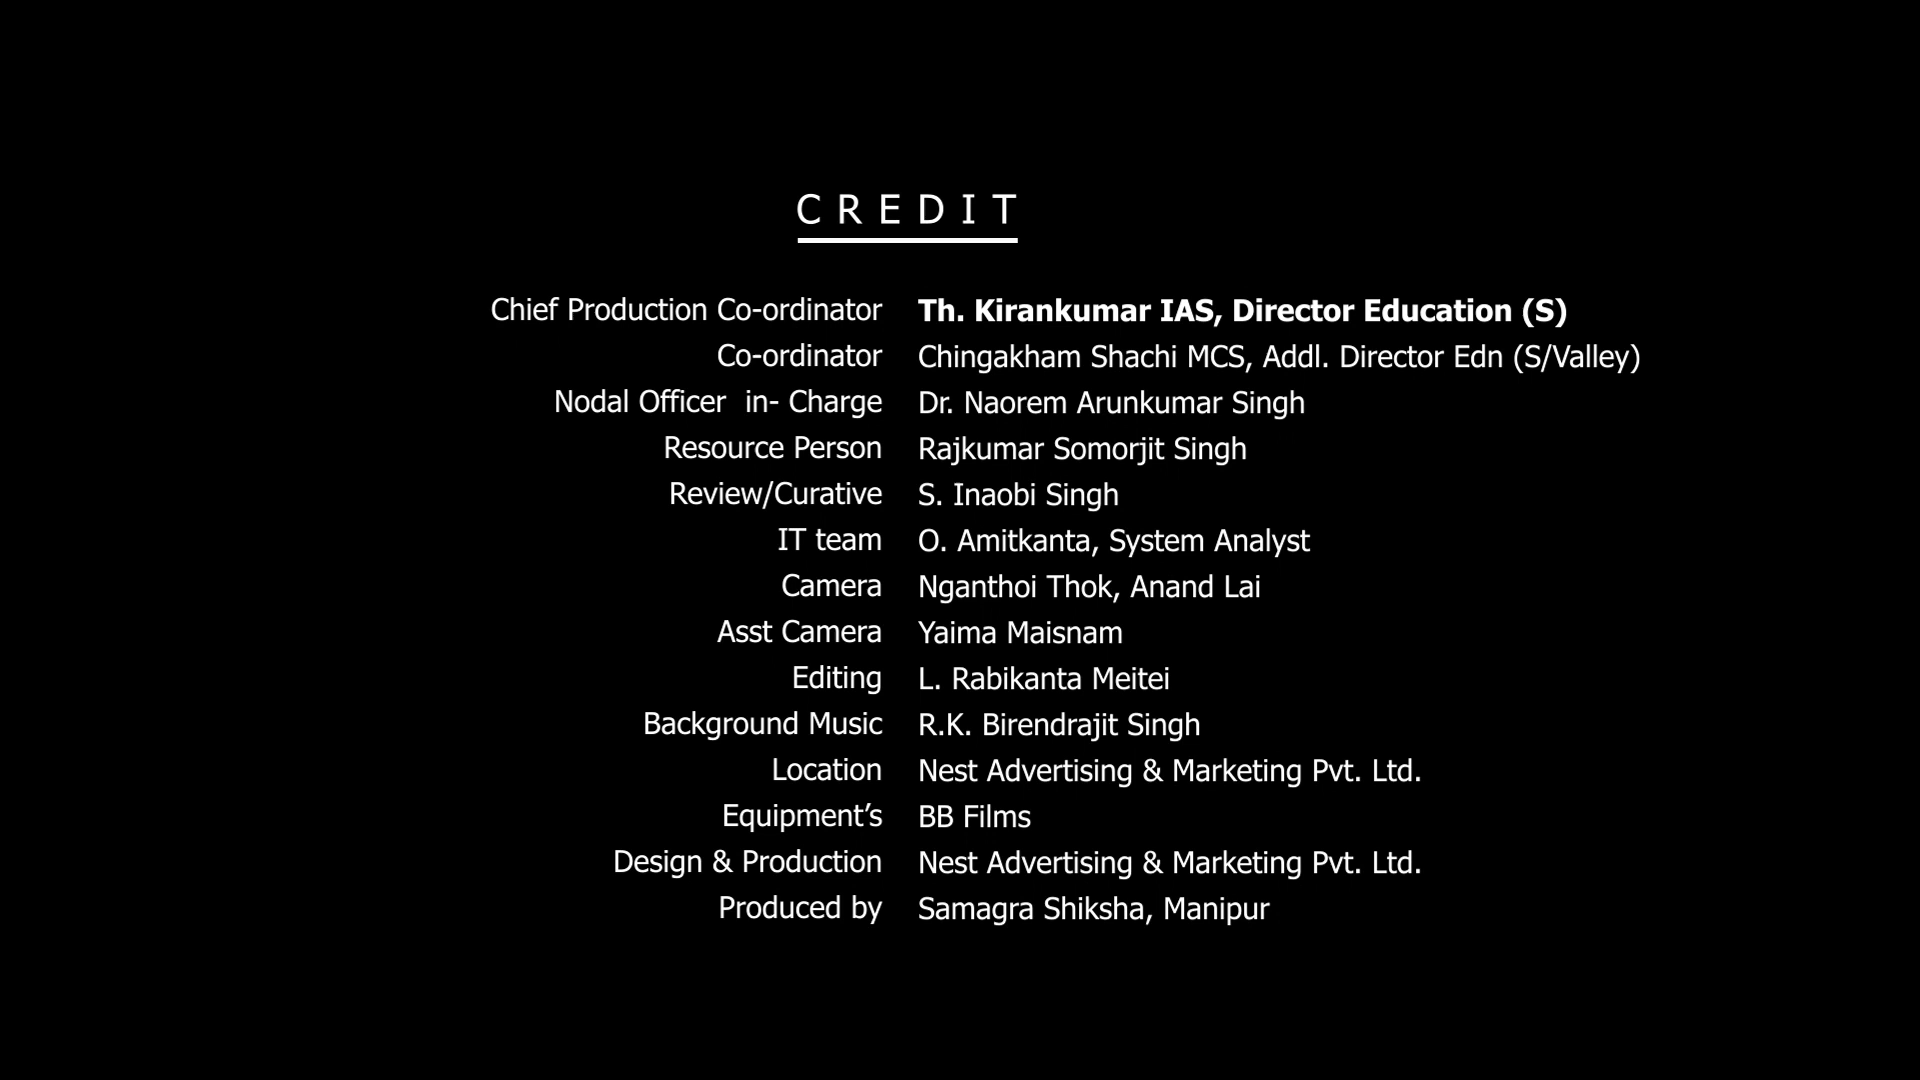 CREDIT
Chief Production Co-ordinator Th. Kirankumar IAS, Director Education (S)
Co-ordinator Chingakham Shachi MCS, Addl. Director Edn (S/Valley)
Nodal Officer  in- Charge Dr. Naorem Arunkumar Singh
Resource Person Rajkumar Somorjit Singh
Review/Curative S. Inaobi Singh
IT team O. Amitkanta, System Analyst
Camera Nganthoi Thok, Anand Lai
Asst Camera Yaima Maisnam
Editing L. Rabikanta Meitei
Background Music R.K. Birendrajit Singh
Location Nest Advertising & Marketing Pvt. Ltd.
Equipment’s BB Films
Design & Production Nest Advertising & Marketing Pvt. Ltd.
Produced by Samagra Shiksha, Manipur